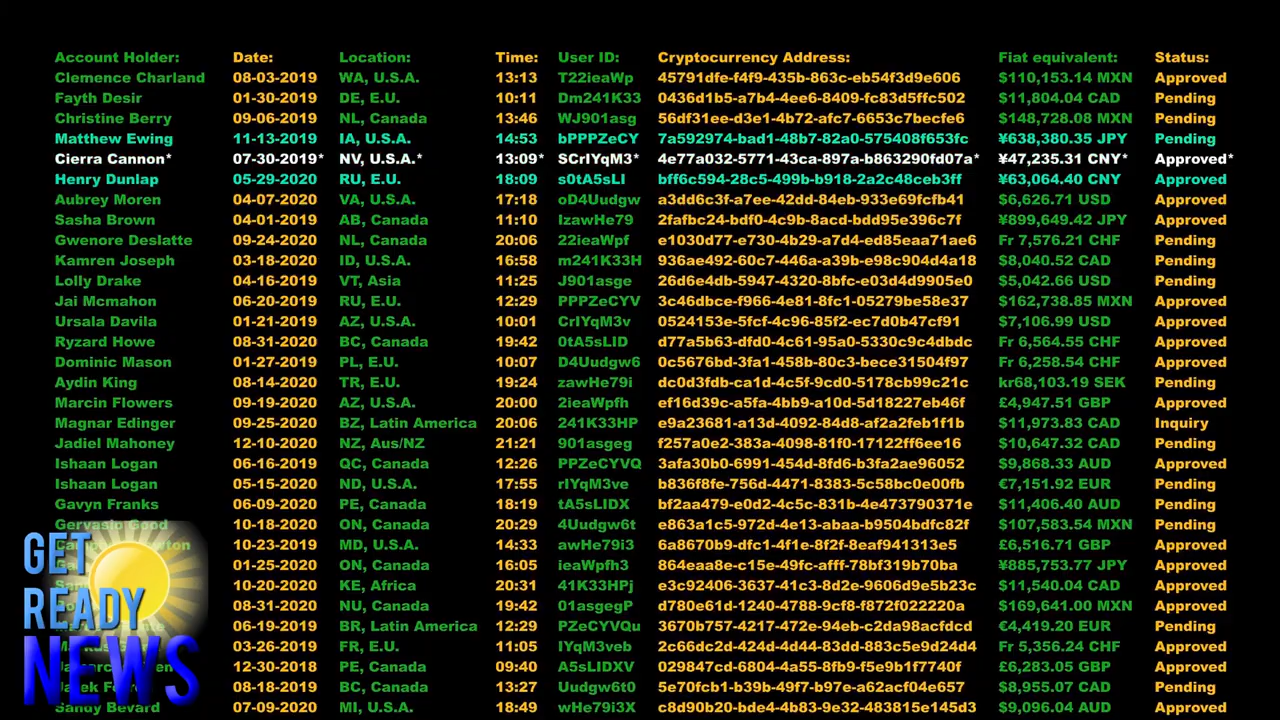 Account Holder: Date: Location: Time: User ID: Cryptocurrency Address: Fiat equivalent: Status:
Clemence Charland 08-03-2019 WA, U.S.A. 13:13 T22ieaWp 45791dfe-f4f9-435b-863c-eb54f3d9e606 $110,153.14 MXN Approved
Fayth Desir 01-30-2019 DE, E.U. 10:11 Dm241K33 0436d1b5-a7b4-4ee6-8409-fc83d5ffc502 $11,804.04 CAD Pending
Christine Berry 09-06-2019 NL, Canada 13:46 WJ901asg 56df31ee-d3e1-4b72-afc7-6653c7becfe6 $148,728.08 MXN Pending
Matthew Ewing 11-13-2019 IA, U.S.A. 14:53 bPPPZeCY 7a592974-bad1-48b7-82a0-575408f653fc ¥638,380.35 JPY Pending
Cierra Cannon* 07-30-2019* NV, U.S.A.* 13:09* SCrIYqM3* 4e77a032-5771-43ca-897a-b863290fd07a* ¥47,235.31 CNY* Approved*
Henry Dunlap 05-29-2020 RU, E.U. 18:09 s0tA5sLI bff6c594-28c5-499b-b918-2a2c48ceb3ff ¥63,064.40 CNY Approved
Aubrey Moren 04-07-2020 VA, U.S.A. 17:18 oD4Uudgw a3dd6c3f-a7ee-42dd-84eb-933e69fcfb41 $6,626.71 USD Approved
Sasha Brown 04-01-2019 AB, Canada 11:10 IzawHe79 2fafbc24-bdf0-4c9b-8acd-bdd95e396c7f ¥899,649.42 JPY Approved
Gwenore Deslatte 09-24-2020 NL, Canada 20:06 22ieaWpf e1030d77-e730-4b29-a7d4-ed85eaa71ae6 Fr 7,576.21 CHF Pending
Kamren Joseph 03-18-2020 ID, U.S.A. 16:58 m241K33H 936ae492-60c7-446a-a39b-e98c904d4a18 $8,040.52 CAD Pending
Lolly Drake 04-16-2019 VT, Asia 11:25 J901asge 26d6e4db-5947-4320-8bfc-e03d4d9905e0 $5,042.66 USD Pending
Jai Mcmahon 06-20-2019 RU, E.U. 12:29 PPPZeCYV 3c46dbce-f966-4e81-8fc1-05279be58e37 $162,738.85 MXN Approved
Ursala Davila 01-21-2019 AZ, U.S.A. 10:01 CrIYqM3v 0524153e-5fcf-4c96-85f2-ec7d0b47cf91 $7,106.99 USD Approved
Ryzard Howe 08-31-2020 BC, Canada 19:42 0tA5sLID d77a5b63-dfd0-4c61-95a0-5330c9c4dbdc Fr 6,564.55 CHF Approved
Dominic Mason 01-27-2019 PL, E.U. 10:07 D4Uudgw6 0c5676bd-3fa1-458b-80c3-bece31504f97 Fr 6,258.54 CHF Approved
Aydin King 08-14-2020 TR, E.U. 19:24 zawHe79i dc0d3fdb-ca1d-4c5f-9cd0-5178cb99c21c kr68,103.19 SEK Pending
Marcin Flowers 09-19-2020 AZ, U.S.A. 20:00 2ieaWpfh ef16d39c-a5fa-4bb9-a10d-5d18227eb46f £4,947.51 GBP Approved
Magnar Edinger 09-25-2020 BZ, Latin America 20:06 241K33HP e9a23681-a13d-4092-84d8-af2a2feb1f1b $11,973.83 CAD Inquiry
Jadiel Mahoney 12-10-2020 NZ, Aus/NZ 21:21 901asgeg f257a0e2-383a-4098-81f0-17122ff6ee16 $10,647.32 CAD Pending
Ishaan Logan 06-16-2019 QC, Canada 12:26 PPZeCYVQ 3afa30b0-6991-454d-8fd6-b3fa2ae96052 $9,868.33 AUD Approved
Ishaan Logan 05-15-2020 ND, U.S.A. 17:55 rIYqM3ve b836f8fe-756d-4471-8383-5c58bc0e00fb €7,151.92 EUR Pending
Gavyn Franks 06-09-2020 PE, Canada 18:19 tA5sLIDX bf2aa479-e0d2-4c5c-831b-4e473790371e $11,406.40 AUD Pending
Gervasio Good 10-18-2020 ON, Canada 20:29 4Uudgw6t e863a1c5-972d-4e13-abaa-b9504bdfc82f $107,583.54 MXN Pending
10-23-2019 MD, U.S.A. 14:33 awHe79i3 6a8670b9-dfc1-4f1e-8f2f-8eaf941313e5 £6,516.71 GBP Approved
01-25-2020 ON, Canada 16:05 ieaWpfh3 864eaa8e-c15e-49fc-afff-78bf319b70ba ¥885,753.77 JPY Approved
10-20-2020 KE, Africa 20:31 41K33HPj e3c92406-3637-41c3-8d2e-9606d9e5b23c $11,540.04 CAD Approved
08-31-2020 NU, Canada 19:42 01asgegP d780e61d-1240-4788-9cf8-f872f022220a $169,641.00 MXN Approved
06-19-2019 BR, Latin America 12:29 PZeCYVQu 3670b757-4217-472e-94eb-c2da98acfdcd €4,419.20 EUR Pending
03-26-2019 FR, E.U. 11:05 IYqM3veb 2c66dc2d-424d-4d44-83dd-883c5e9d24d4 Fr 5,356.24 CHF Pending
12-30-2018 PE, Canada 09:40 A5sLIDXV 029847cd-6804-4a55-8fb9-f5e9b1f7740f £6,283.05 GBP Approved
08-18-2019 BC, Canada 13:27 Uudgw6t0 5e70fcb1-b39b-49f7-b97e-a62acf04e657 $8,955.07 CAD Pending
Sandy Bevard 07-09-2020 MI, U.S.A. 18:49 wHe79i3X c8d90b20-bde4-4b83-9e32-483815e145d3 $9,096.04 AUD Approved
GET
READY
NEWS